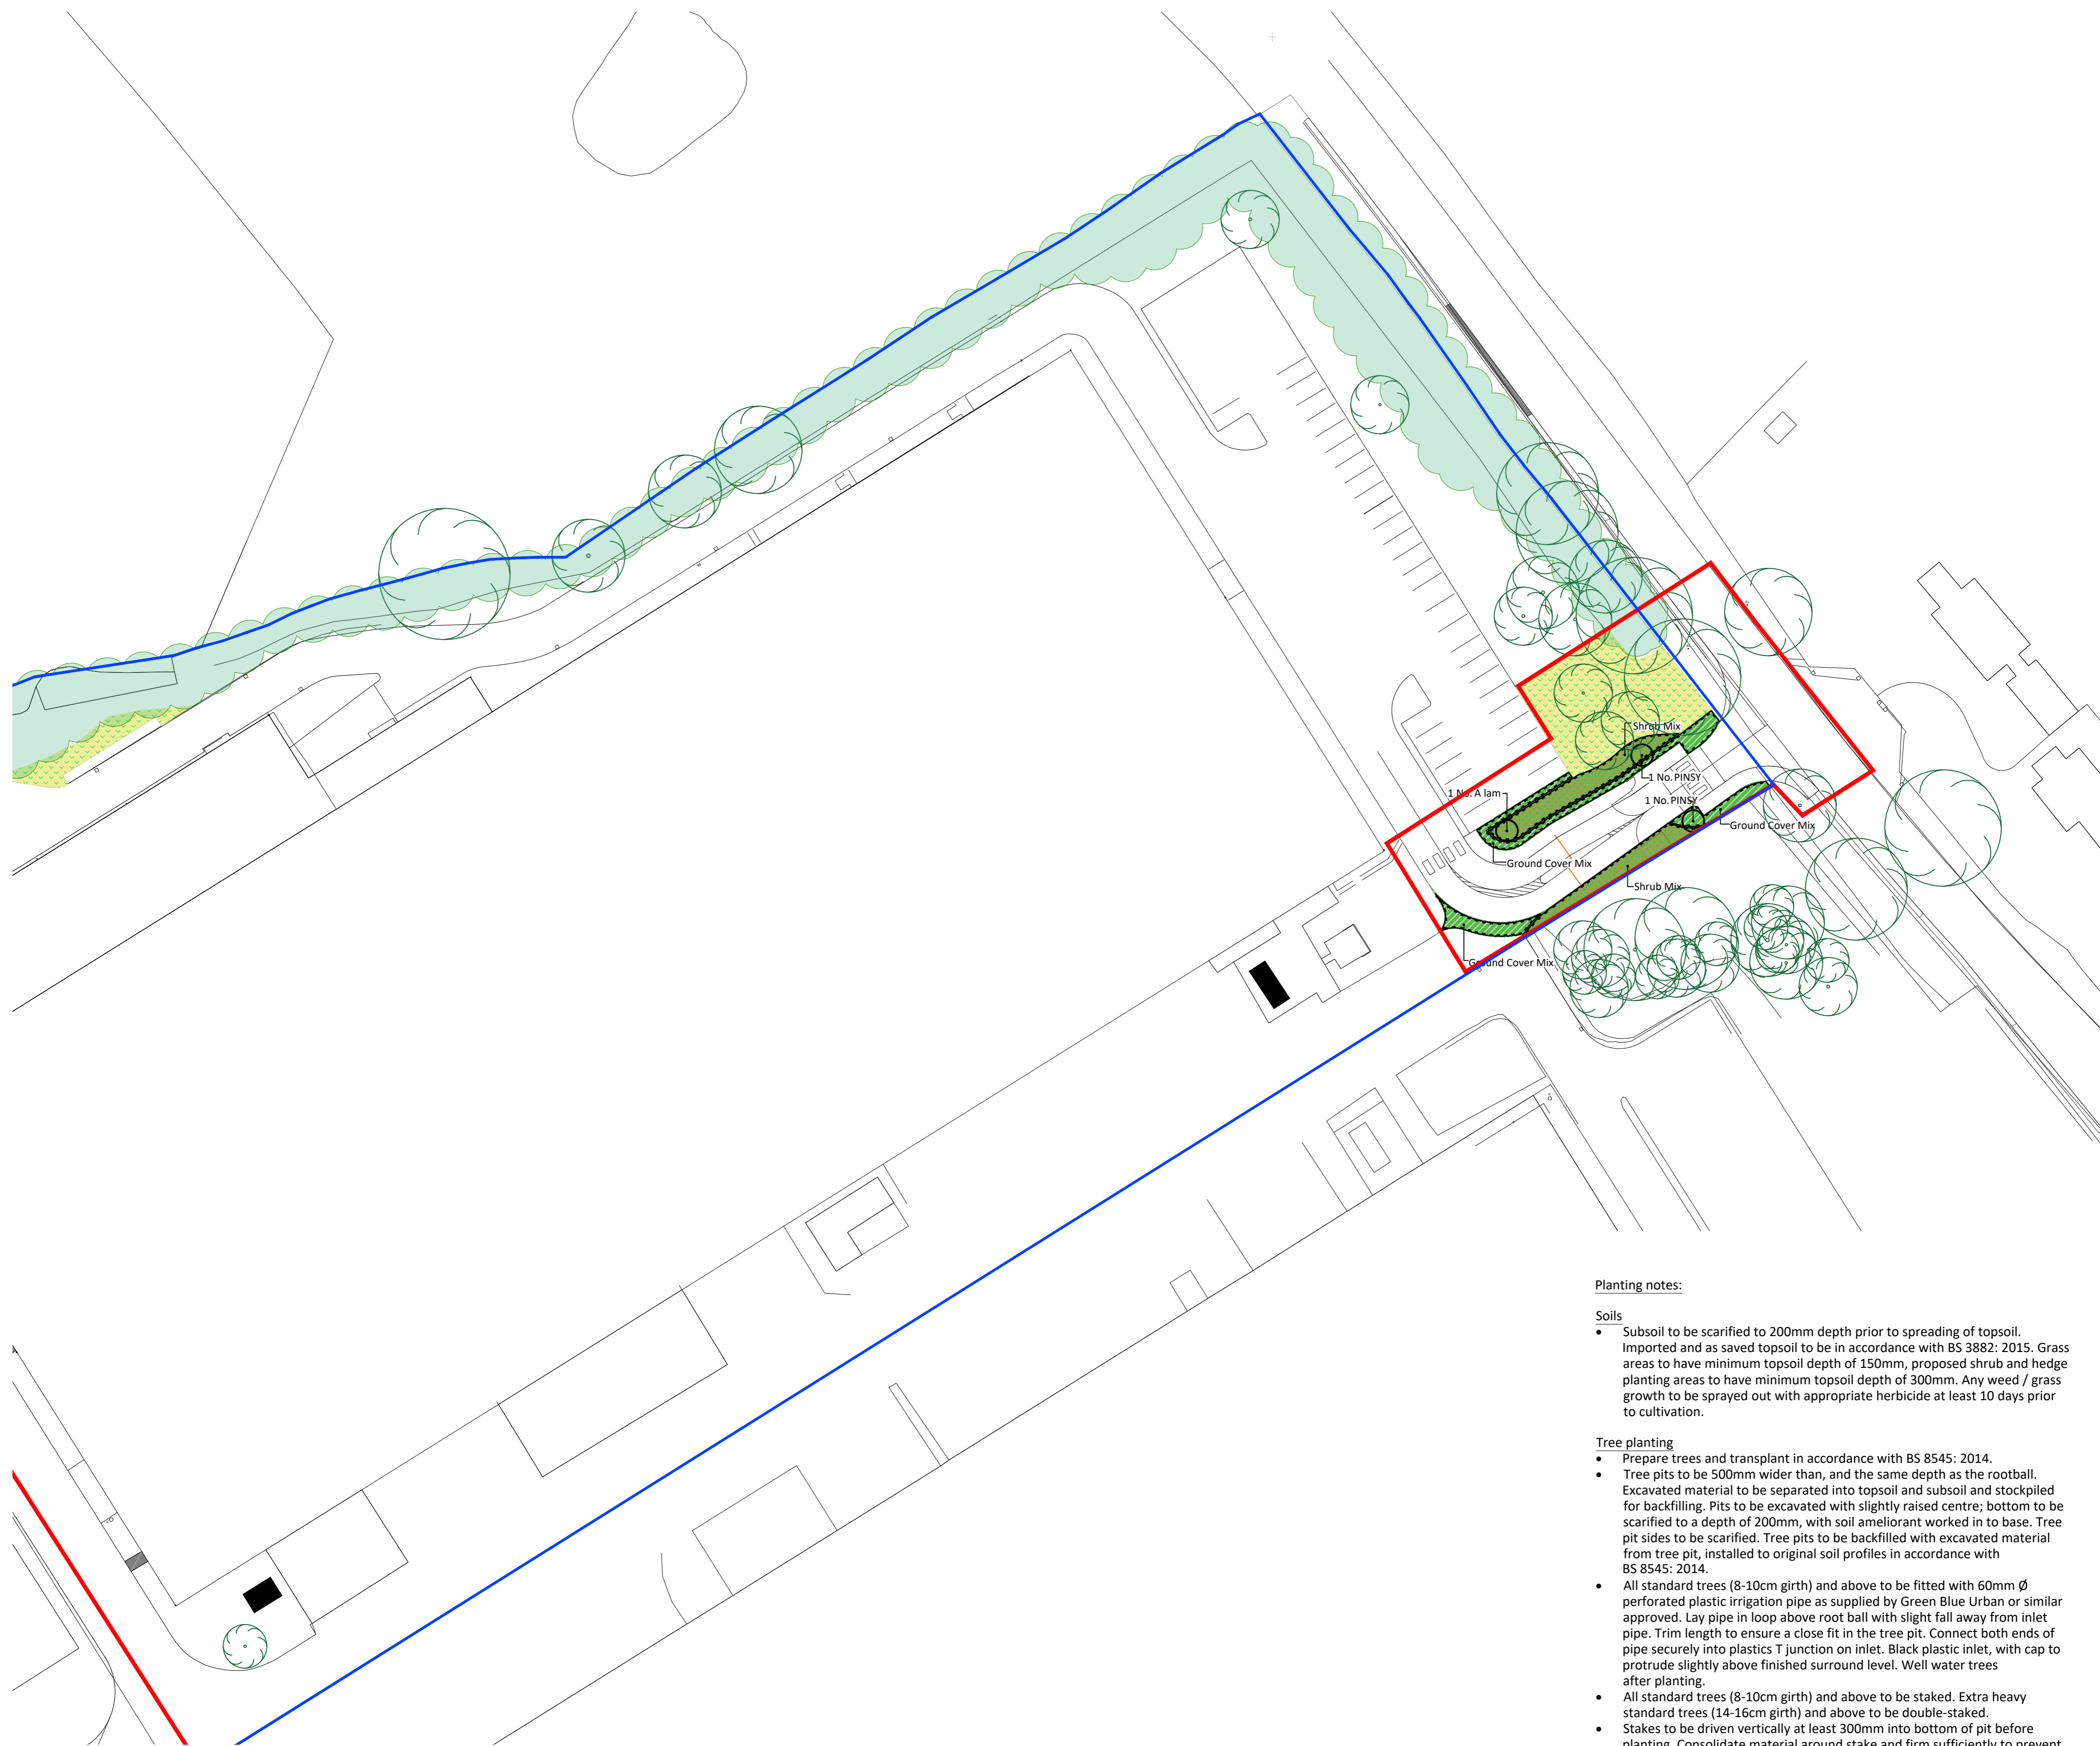 Shrub Mix
1 No. PINSY
1 No. A lam
1 No. PINSY
Ground Cover Mix
Ground Cover Mix
Shrub Mix
Ground Cover Mix
Planting notes:
Soils
• Subsoil to be scarified to 200mm depth prior to spreading of topsoil.
Imported and as saved topsoil to be in accordance with BS 3882: 2015. Grass
areas to have minimum topsoil depth of 150mm, proposed shrub and hedge
planting areas to have minimum topsoil depth of 300mm. Any weed / grass
growth to be sprayed out with appropriate herbicide at least 10 days prior
to cultivation.
Tree planting
• Prepare trees and transplant in accordance with BS 8545: 2014.
• Tree pits to be 500mm wider than, and the same depth as the rootball.
Excavated material to be separated into topsoil and subsoil and stockpiled
for backfilling. Pits to be excavated with slightly raised centre; bottom to be
scarified to a depth of 200mm, with soil ameliorant worked in to base. Tree
pit sides to be scarified. Tree pits to be backfilled with excavated material
from tree pit, installed to original soil profiles in accordance with
BS 8545: 2014.
• All standard trees (8-10cm girth) and above to be fitted with 60mm Ø
perforated plastic irrigation pipe as supplied by Green Blue Urban or similar
approved. Lay pipe in loop above root ball with slight fall away from inlet
pipe. Trim length to ensure a close fit in the tree pit. Connect both ends of
pipe securely into plastics T junction on inlet. Black plastic inlet, with cap to
protrude slightly above finished surround level. Well water trees
after planting.
• All standard trees (8-10cm girth) and above to be staked. Extra heavy
standard trees (14-16cm girth) and above to be double-staked.
• Stakes to be driven vertically at least 300mm into bottom of pit before
planting. Consolidate material around stake and firm sufficiently to prevent